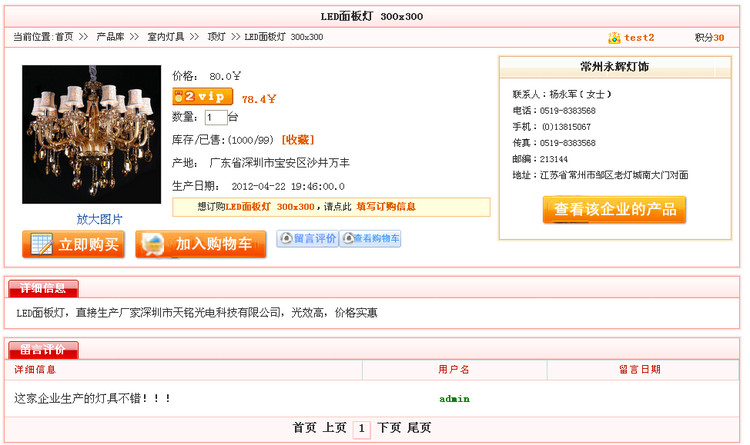 LED面板灯 300x300
当前位置:首页 >> 产品库 >> 室内灯具 >> 顶灯 >> LED面板灯 300x300
test2 积分30
价格: 80.0¥
2 vip 78.4¥
数量: 1 台
库存/已售:(1000/99) [收藏]
产地: 广东省深圳市宝安区沙井万丰
生产日期: 2012-04-22 19:46:00.0
想订购LED面板灯 300x300,请点此 填写订购信息
放大图片
立即购买 加入购物车 留言评价 查看购物车
常州永辉灯饰
联系人:杨永军(女士)
电话:0519-8383568
手机: (0)13815067
传真:0519-8383568
邮编:213144
地址:江苏省常州市邹区老灯城南大门对面
查看该企业的产品
详细信息
LED面板灯，直接生产厂家深圳市天铭光电科技有限公司，光效高，价格实惠
留言评价
详细信息 用户名 留言日期
这家企业生产的灯具不错！！！ admin
首页 上页 1 下页 尾页